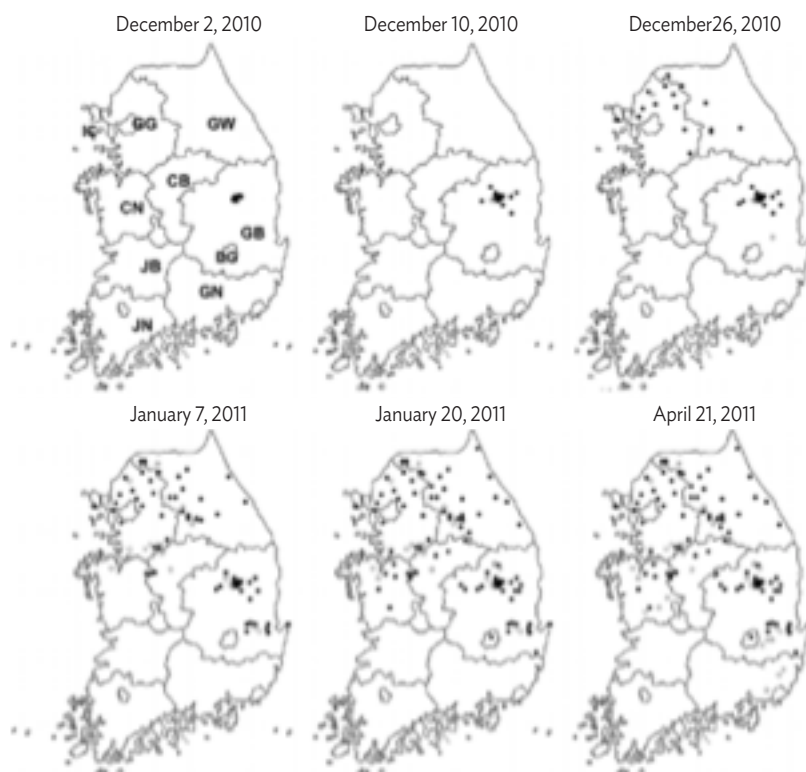 December 2, 2010
December 10, 2010
December26, 2010
IC
GG
GW
CB
CN
GB
BG
JB
GN
JN
January 7, 2011
January 20, 2011
April 21, 2011